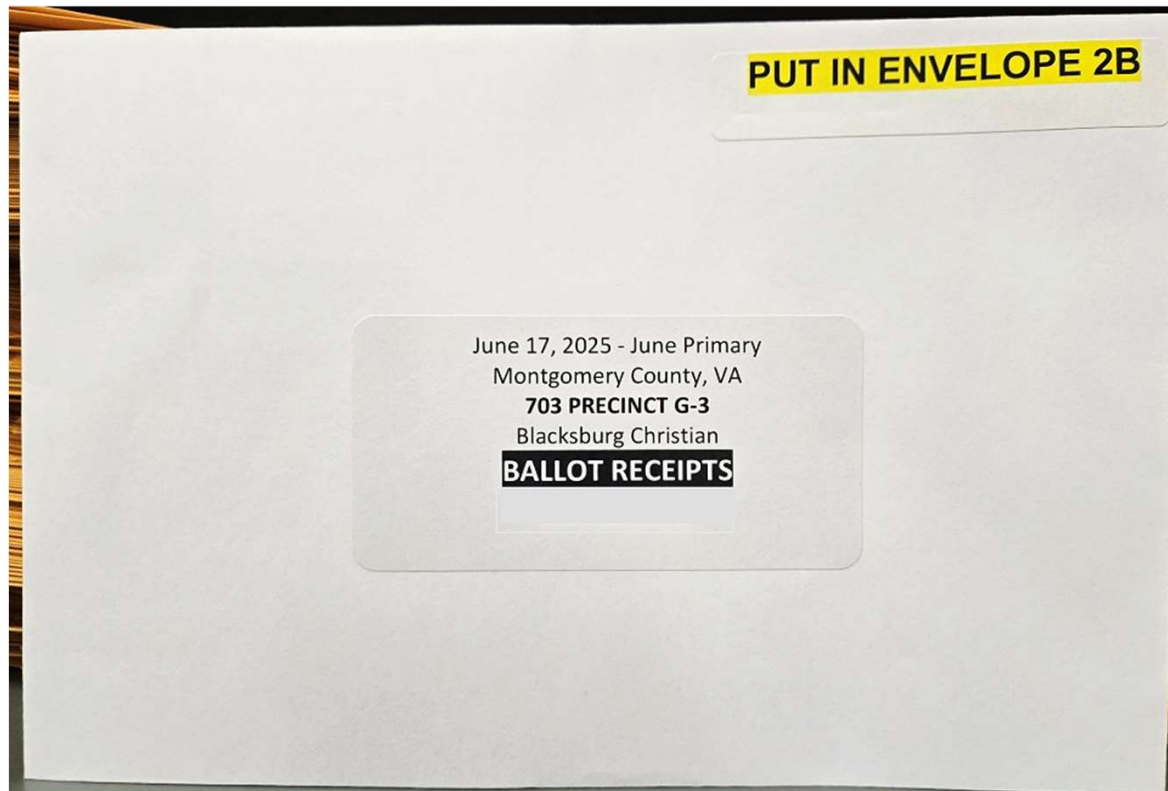 PUT IN ENVELOPE 2B
June 17, 2025 - June Primary
Montgomery County, VA
703 PRECINCT G-3
Blacksburg Christian
BALLOT RECEIPTS